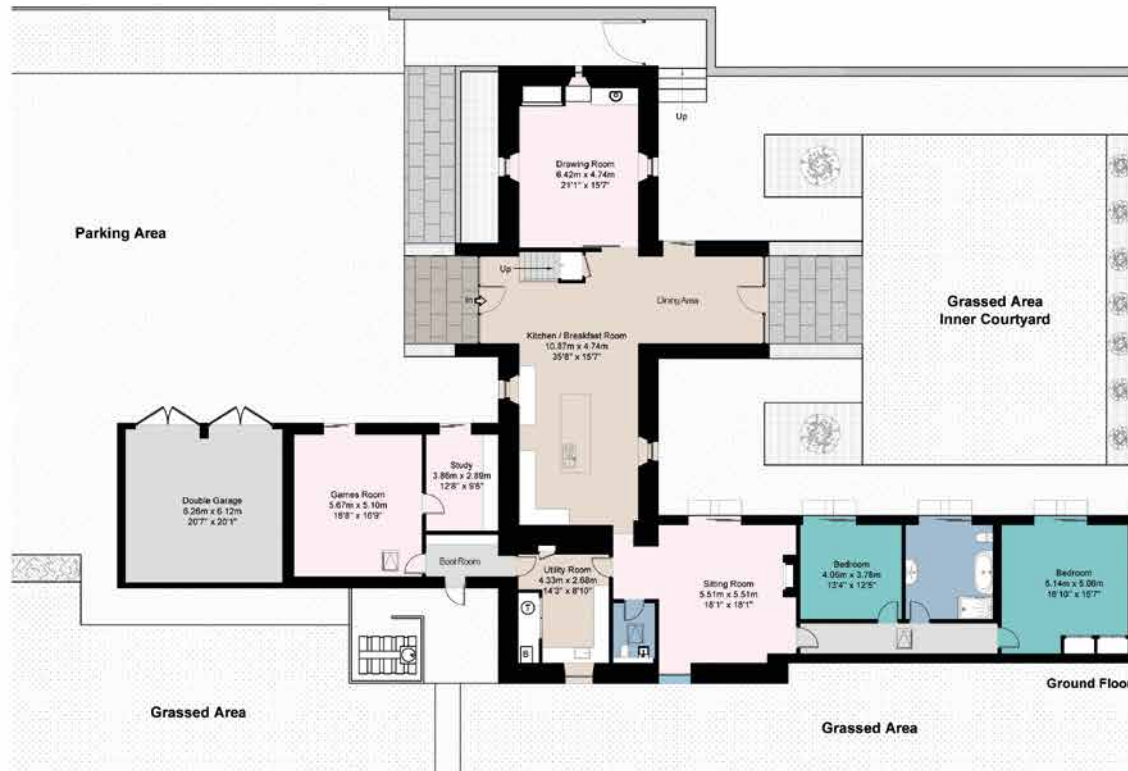 Up
Drawing Room
6.42m x 4.74m
21'1" x 15'7"
Parking Area
Up
In
Dining Area
Grassed Area
Inner Courtyard
Kitchen / Breakfast Room
10.87m x 4.74m
35'8" x 15'7"
Study
3.86m x 2.89m
12'8" x 9'6"
Games Room
5.67m x 5.10m
18'8" x 16'9"
Double Garage
6.26m x 6.12m
20'7" x 20'1"
Boot Room
Utility Room
4.33m x 2.68m
14'3" x 8'10"
Sitting Room
5.51m x 5.51m
18'1" x 18'1"
Bedroom
4.06m x 3.78m
13'4" x 12'5"
Bedroom
5.14m x 5.06m
16'10" x 16'7"
T
B
Ground Floor
Grassed Area
Grassed Area